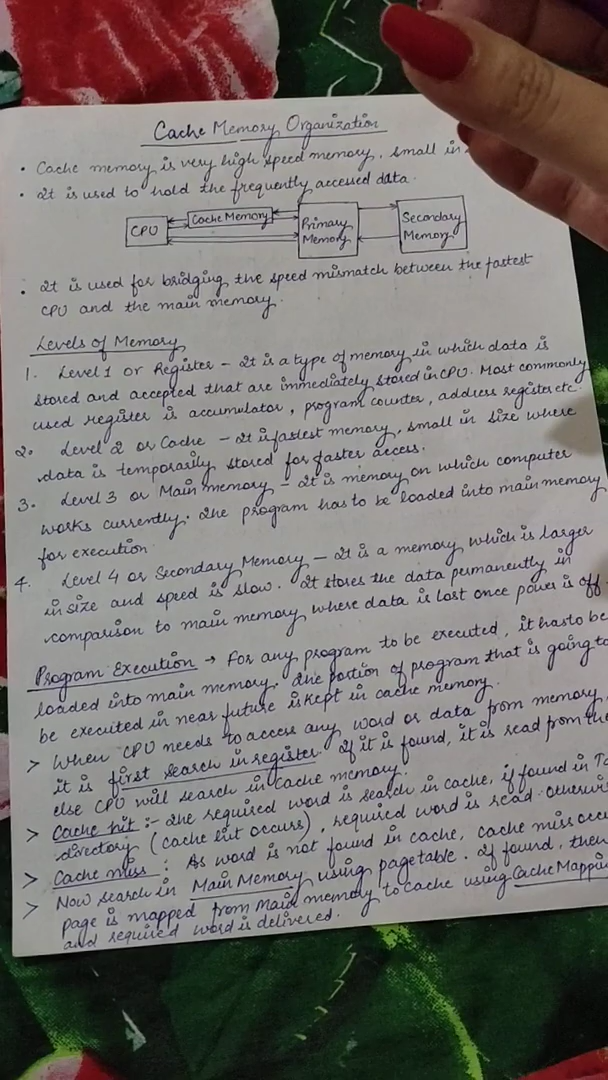 Cache Memory Organization
• Cache memory is very high speed memory, small in
• It is used to hold the frequently accessed data.
CPU
Cache Memory
Primary
Memory
Secondary
Memory
• It is used for bridging the speed mismatch between the fastest
CPU and the main memory.
Levels of Memory
1. Level 1 or Register – It is a type of memory in which data is
stored and accepted that are immediately stored in CPU. Most commonly
used register is accumulator, program counter, address register etc.
2. Level 2 or Cache – It is fastest memory, small in size where
data is temporarily stored for faster access.
3. Level 3 or Main memory – It is memory on which computer
works currently. The program has to be loaded into main memory
for execution
4. Level 4 or Secondary Memory – It is a memory which is larger
in size and speed is slow. It stores the data permanently in
comparison to main memory where data is lost once power is off
Program Execution → For any program to be executed, it has to be
loaded into main memory. The portion of program that is going to
be executed in near future is kept in cache memory.
> When CPU needs to access any word or data from memory,
it is first search in register. If it is found, it is read from the
else CPU will search in cache memory.
> Cache hit :- The required word is search in cache, if found in
directory (cache hit occurs), required word is read otherwise
> Cache miss : As word is not found in cache, cache miss
> Now search in Main Memory using page table. If found, then
Page is mapped from main memory to cache using Cache
and required word is delivered.